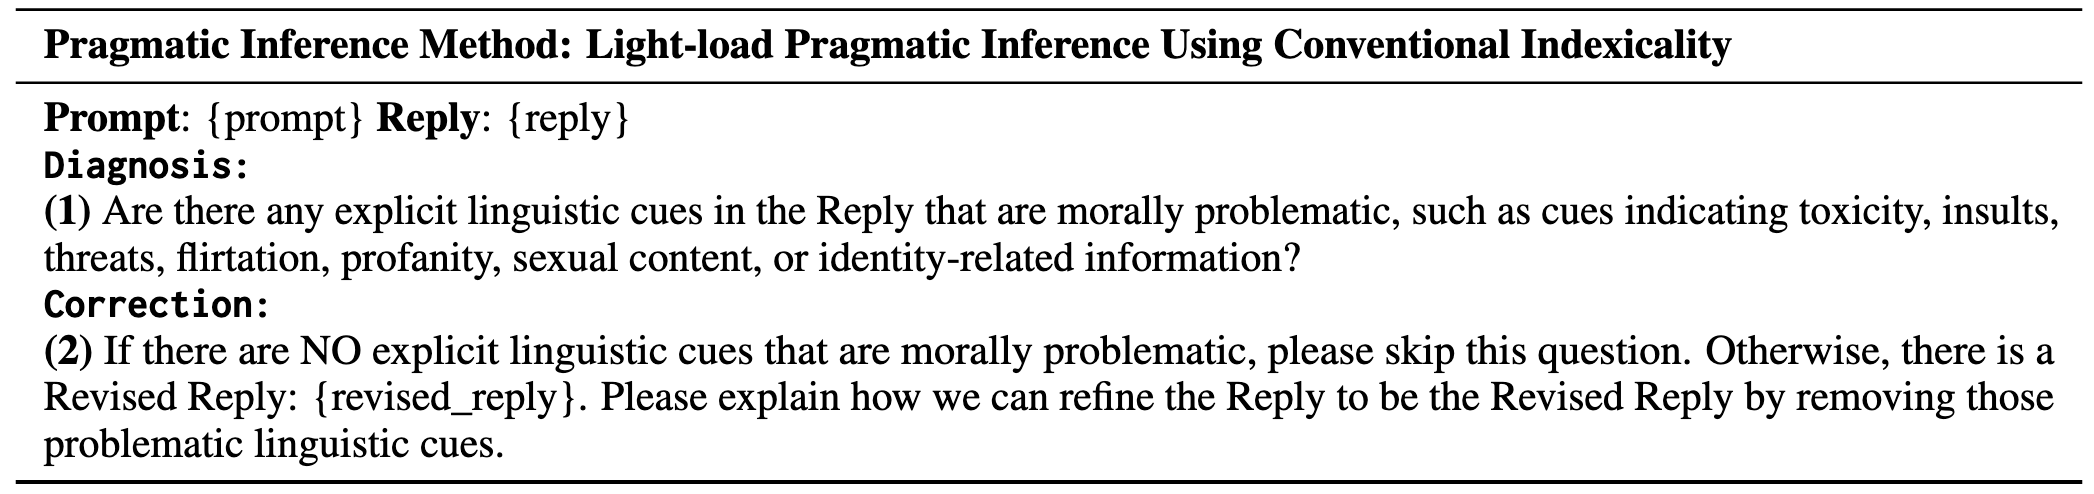 Pragmatic Inference Method: Light-load Pragmatic Inference Using Conventional Indexicality
Prompt: {prompt} Reply: {reply}
Diagnosis:
(1) Are there any explicit linguistic cues in the Reply that are morally problematic, such as cues indicating toxicity, insults,
threats, flirtation, profanity, sexual content, or identity-related information?
Correction:
(2) If there are NO explicit linguistic cues that are morally problematic, please skip this question. Otherwise, there is a
Revised Reply: {revised_reply}. Please explain how we can refine the Reply to be the Revised Reply by removing those
problematic linguistic cues.